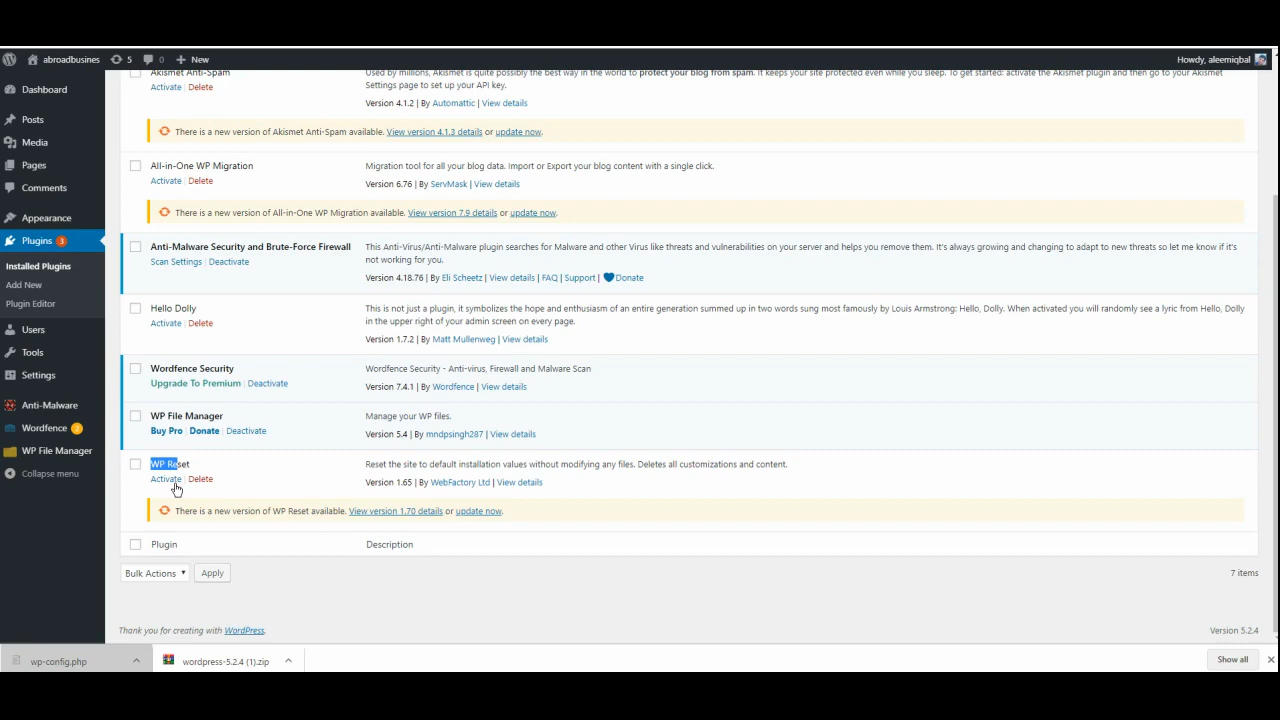 abroadbusines 5 0 New Howdy, aleemiqbal
Dashboard
Posts
Media
Pages
Comments
Appearance
Plugins 3
Installed Plugins
Add New
Plugin Editor
Users
Tools
Settings
Anti-Malware
Wordfence 2
WP File Manager
Collapse menu
Akismet Anti-Spam
Activate | Delete
Used by millions, Akismet is quite possibly the best way in the world to protect your blog from spam. It keeps your site protected even while you sleep. To get started: activate the Akismet plugin and then go to your Akismet
Settings page to set up your API key.
Version 4.1.2 | By Automattic | View details
There is a new version of Akismet Anti-Spam available. View version 4.1.3 details or update now.
All-in-One WP Migration
Activate | Delete
Migration tool for all your blog data. Import or Export your blog content with a single click.
Version 6.76 | By ServMask | View details
There is a new version of All-in-One WP Migration available. View version 7.9 details or update now.
Anti-Malware Security and Brute-Force Firewall
Scan Settings | Deactivate
This Anti-Virus/Anti-Malware plugin searches for Malware and other Virus like threats and vulnerabilities on your server and helps you remove them. It's always growing and changing to adapt to new threats so let me know if it's
not working for you.
Version 4.18.76 | By Eli Scheetz | View details | FAQ | Support | Donate
Hello Dolly
Activate | Delete
This is not just a plugin, it symbolizes the hope and enthusiasm of an entire generation summed up in two words sung most famously by Louis Armstrong: Hello, Dolly. When activated you will randomly see a lyric from Hello, Dolly
in the upper right of your admin screen on every page.
Version 1.7.2 | By Matt Mullenweg | View details
Wordfence Security
Upgrade To Premium | Deactivate
Wordfence Security - Anti-virus, Firewall and Malware Scan
Version 7.4.1 | By Wordfence | View details
WP File Manager
Buy Pro | Donate | Deactivate
Manage your WP files.
Version 5.4 | By mndpsingh287 | View details
WP Reset
Activate | Delete
Reset the site to default installation values without modifying any files. Deletes all customizations and content.
Version 1.65 | By WebFactory Ltd | View details
There is a new version of WP Reset available. View version 1.70 details or update now.
Plugin Description
Bulk Actions Apply 7 items
Thank you for creating with WordPress. Version 5.2.4
wp-config.php wordpress-5.2.4 (1).zip Show all